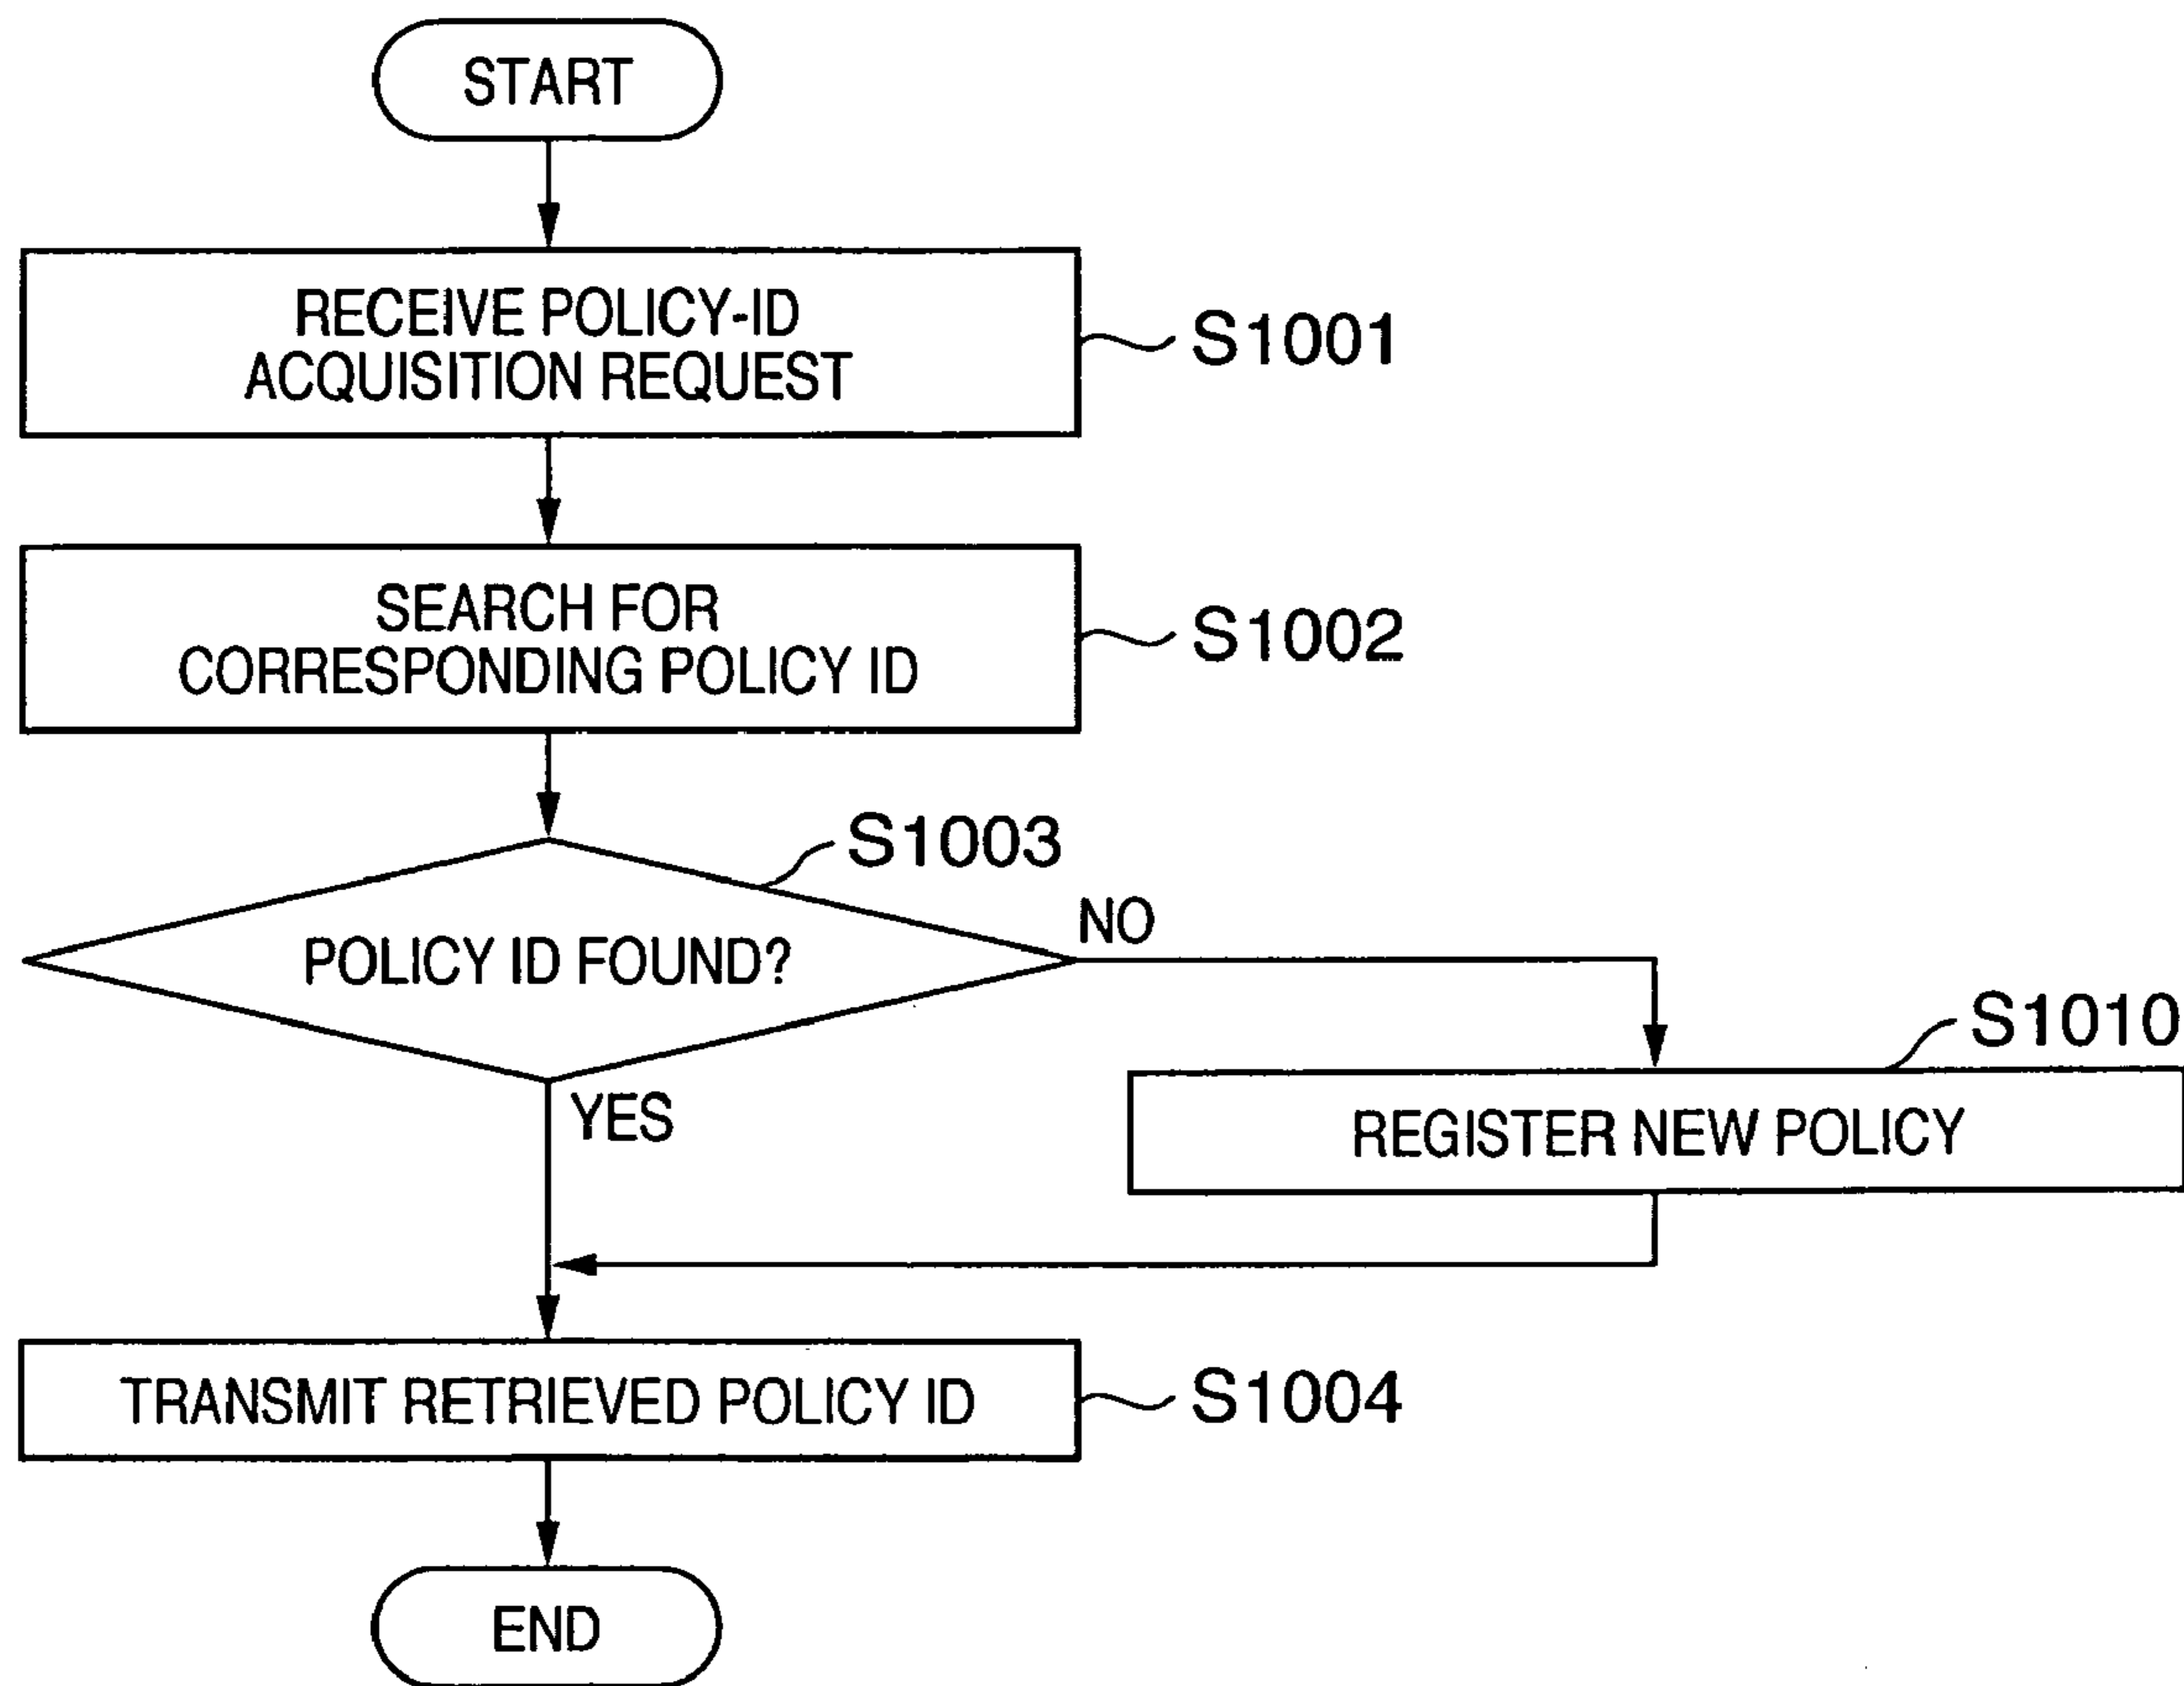 START
RECEIVE POLICY-ID
ACQUISITION REQUEST
S1001
SEARCH FOR
CORRESPONDING POLICY ID
S1002
S1003
POLICY ID FOUND?
NO
YES
S1010
REGISTER NEW POLICY
TRANSMIT RETRIEVED POLICY ID
S1004
END